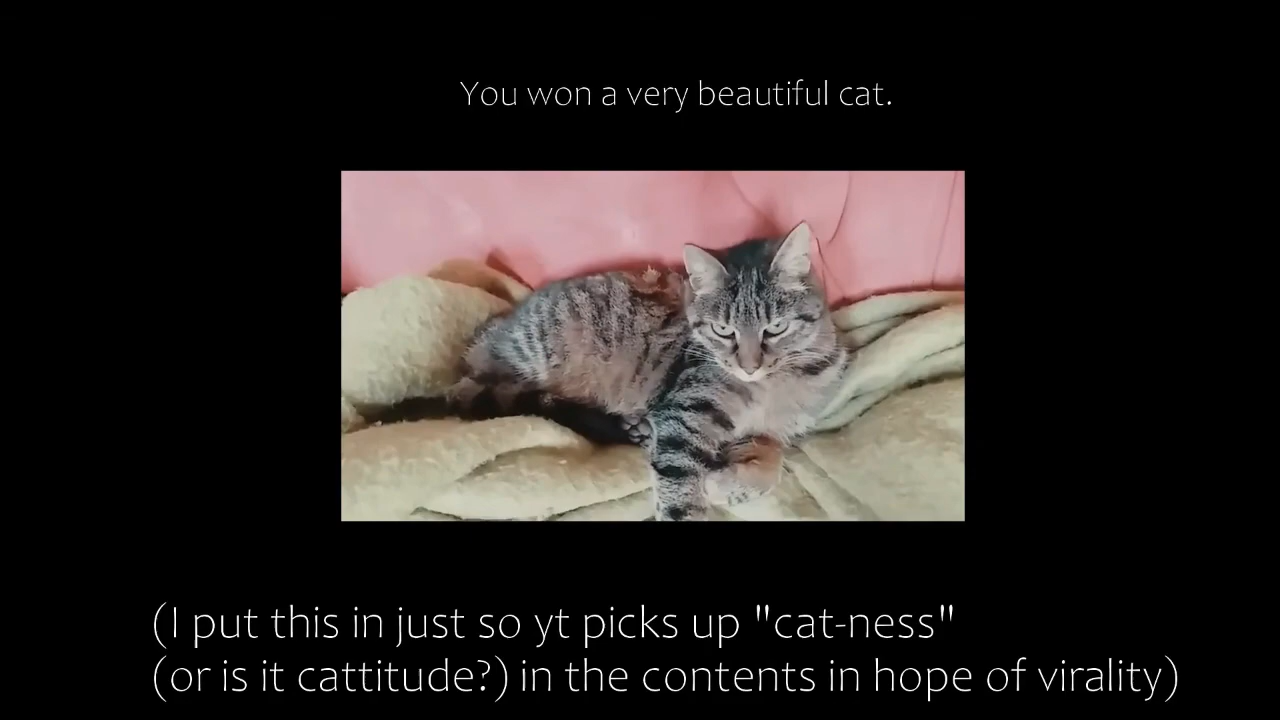 You won a very beautiful cat.
(I put this in just so yt picks up "cat-ness"
(or is it cattitude?) in the contents in hope of virality)